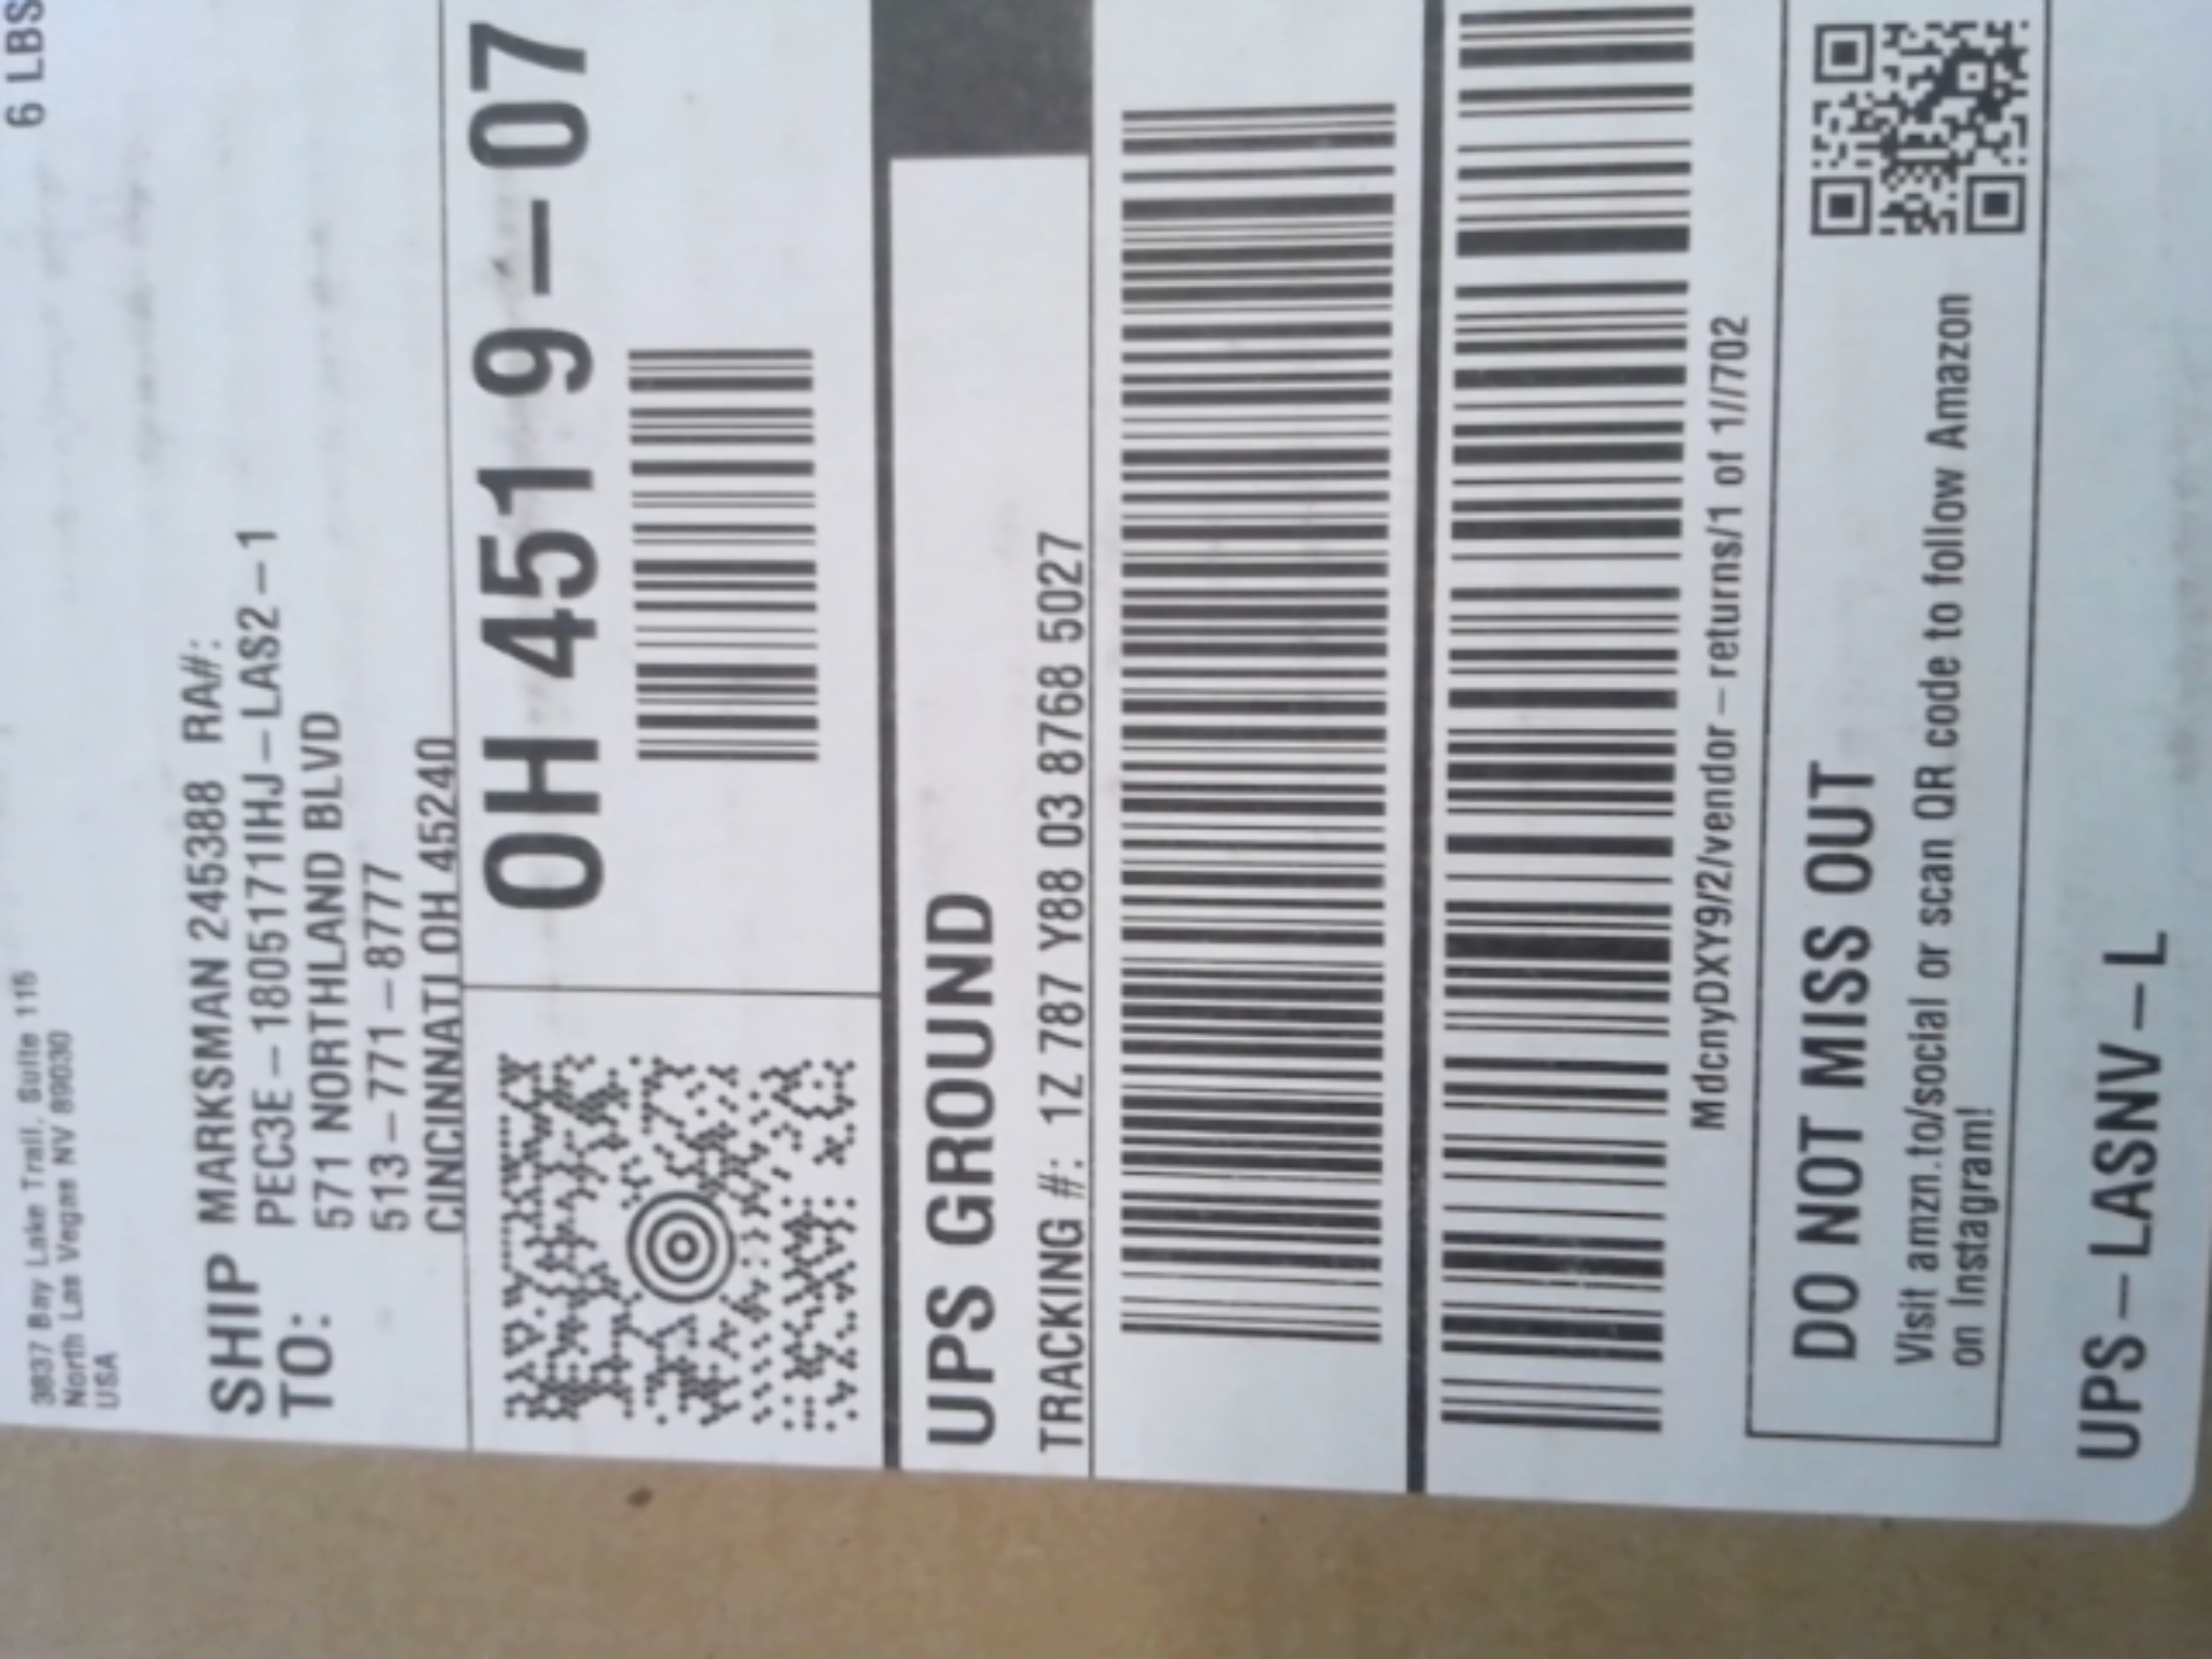 6 LBS
3837 Bay Lake Trail, Suite 115
North Las Vegas NV 89030
USA
SHIP TO:
MARKSMAN 245388 RA#:
PEC3E-1805171IHJ-LAS2-1
571 NORTHLAND BLVD
513-771-8777
CINCINNATI OH 45240
OH 451 9-07
UPS GROUND
TRACKING #: 1Z 787 Y88 03 8768 5027
MdcnyDXY9/2/vendor-returns/1 of 1//702
DO NOT MISS OUT
Visit amzn.to/social or scan QR code to follow Amazon
on Instagram!
UPS-LASNV-L